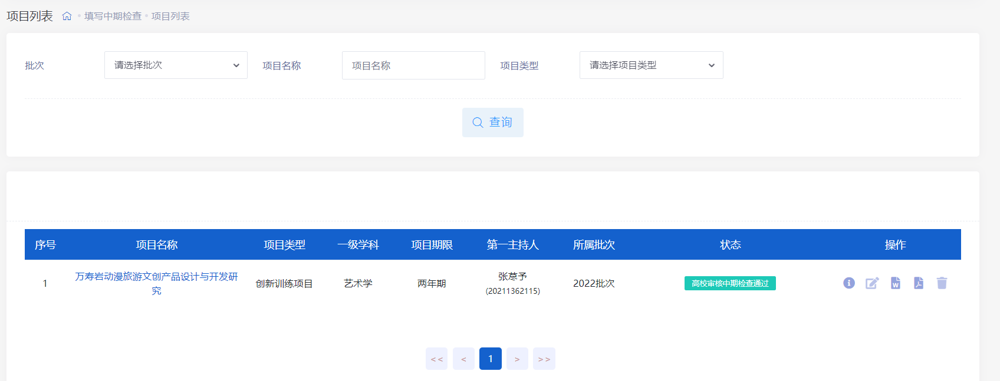 项目列表 填写中期检查 项目列表
批次 请选择批次 项目名称 项目名称 项目类型 请选择项目类型
查询
序号 项目名称 项目类型 一级学科 项目期限 第一主持人 所属批次 状态 操作
万寿岩动漫旅游文创产品设计与开发研 张薏予
1 创新训练项目 艺术学 两年期 2022批次 高校审核中期检查通过
究 (20211362115)
<< < 1 > >>